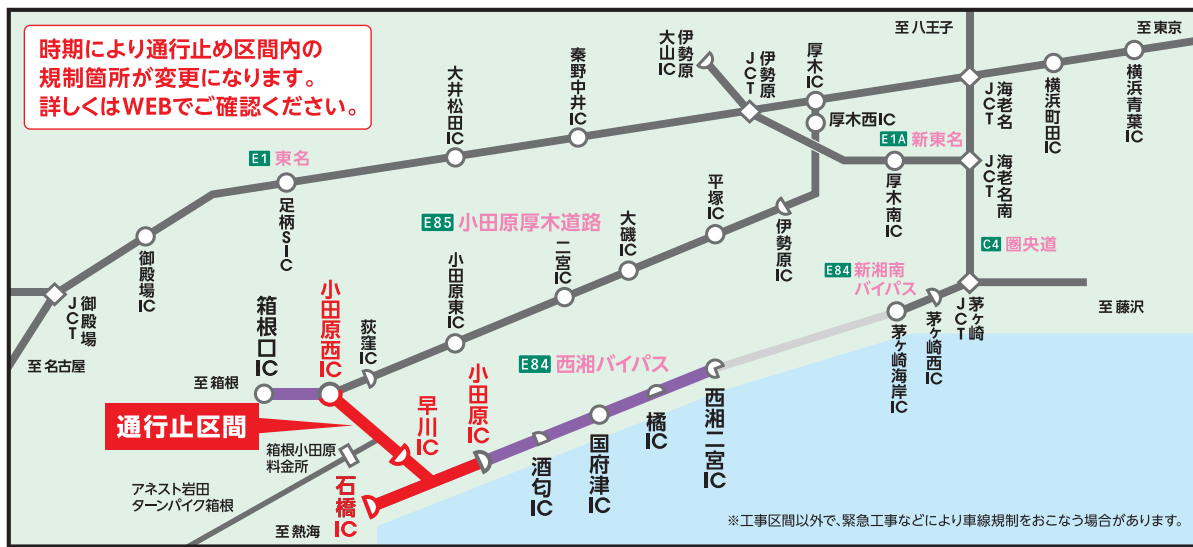 時期により通行止め区間内の
規制箇所が変更になります。
詳しくはWEBでご確認ください。
至八王子
至東京
伊勢原
大山IC
伊勢原
JCT
厚木IC
厚木西IC
海老名
JCT
横浜町田IC
横浜青葉IC
秦野中井IC
大井松田IC
E1 東名
足柄SIC
御殿場IC
御殿場
JCT
至名古屋
E1A 新東名
厚木南IC
海老名南
JCT
C4 圏央道
E85 小田原厚木道路
平塚IC
伊勢原IC
大磯IC
二宮IC
小田原東IC
荻窪IC
小田原西IC
箱根口IC
至箱根
E84 新湘南
バイパス
茅ヶ崎
JCT
茅ヶ崎西IC
茅ヶ崎海岸IC
至藤沢
E84 西湘バイパス
西湘二宮IC
橘IC
国府津IC
酒匂IC
小田原IC
早川IC
石橋IC
通行止区間
箱根小田原
料金所
アネスト岩田
ターンパイク箱根
至熱海
※工事区間以外で、緊急工事などにより車線規制をおこなう場合があります。